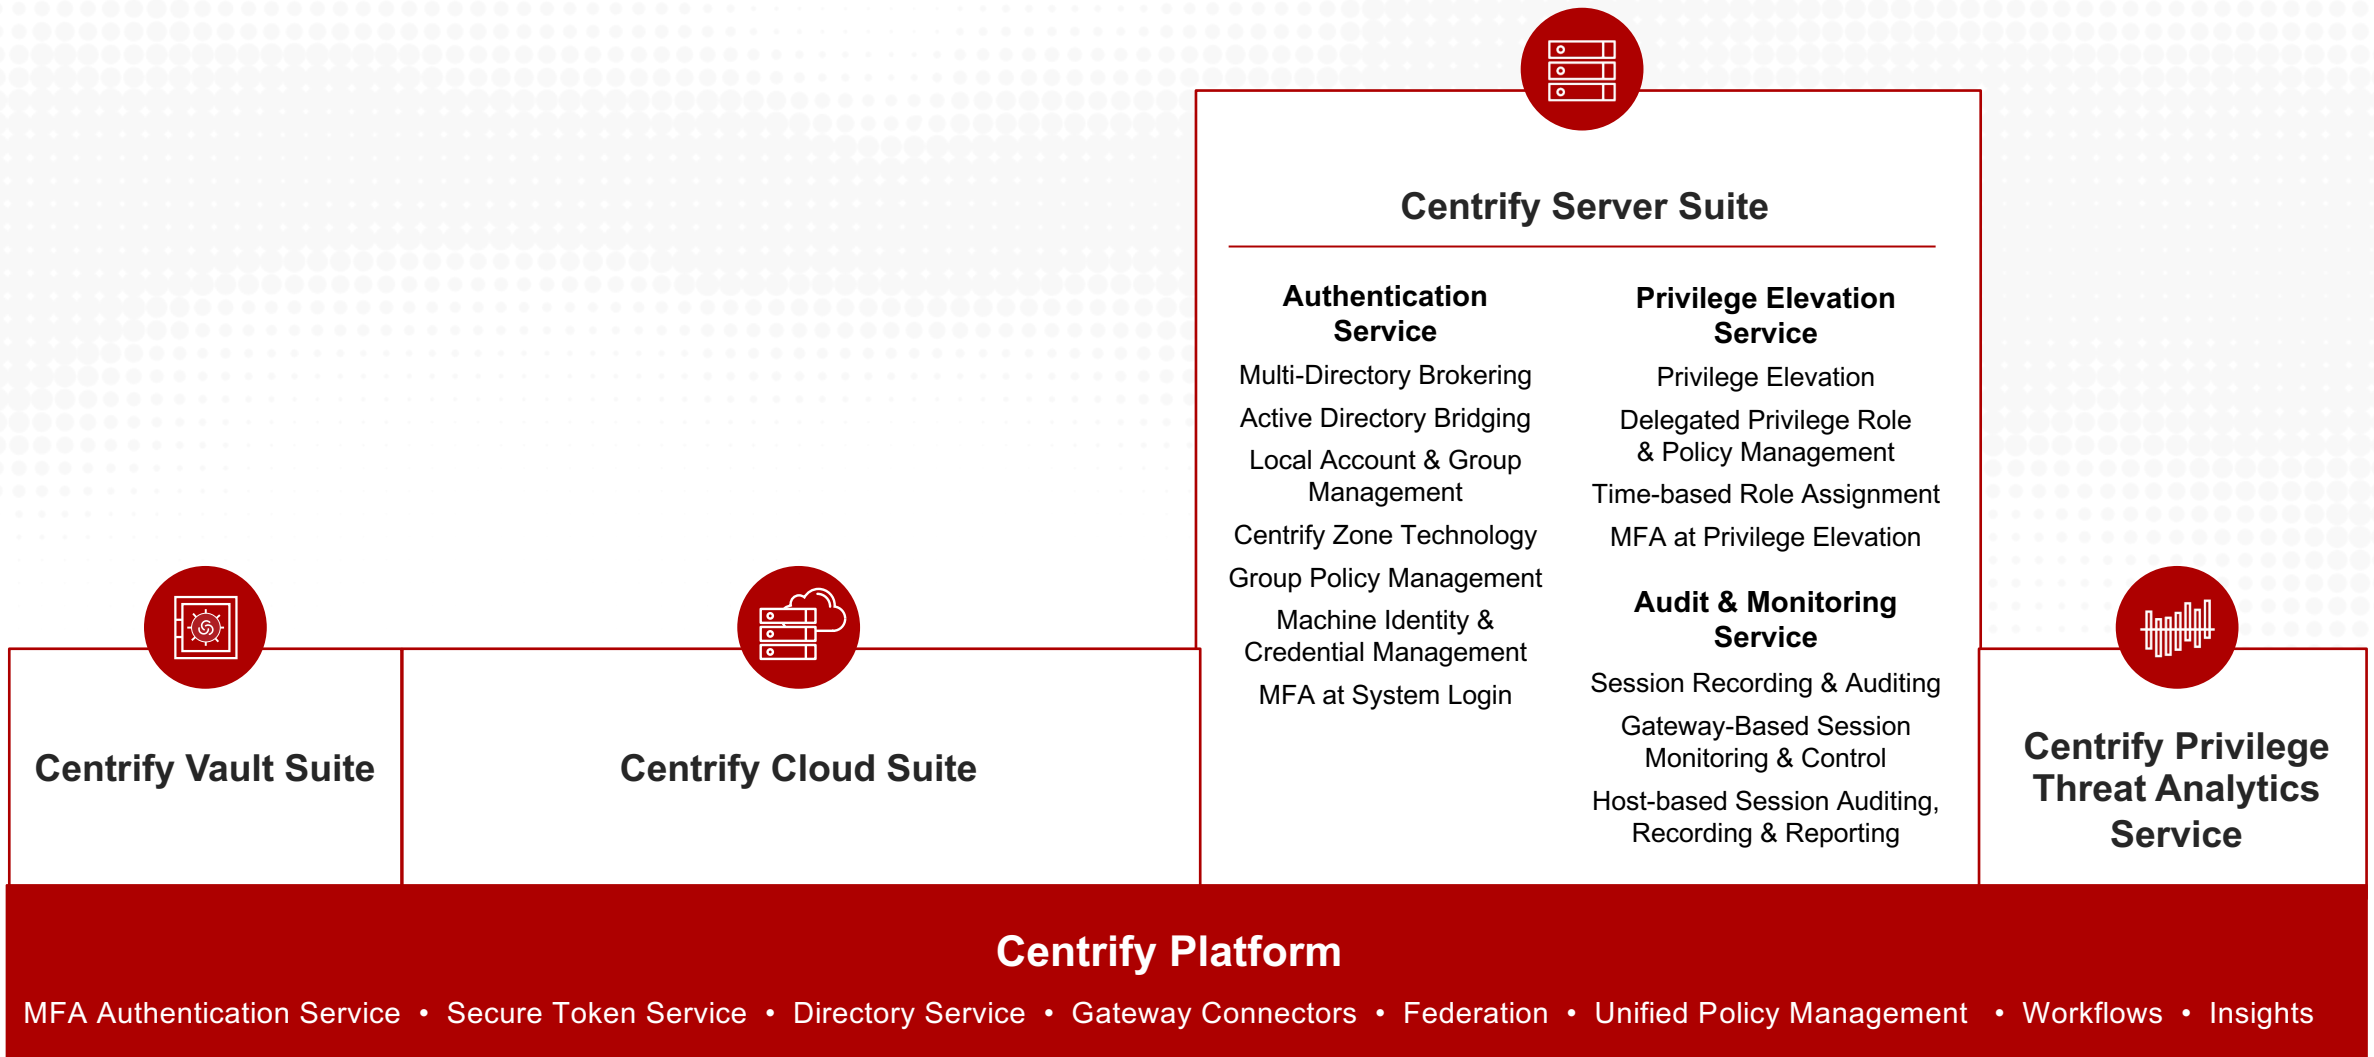 Centrify Server Suite
Authentication
Service
Multi-Directory Brokering
Active Directory Bridging
Local Account & Group
Management
Centrify Zone Technology
Group Policy Management
Machine Identity &
Credential Management
MFA at System Login
Privilege Elevation
Service
Privilege Elevation
Delegated Privilege Role
& Policy Management
Time-based Role Assignment
MFA at Privilege Elevation
Audit & Monitoring
Service
Session Recording & Auditing
Gateway-Based Session
Monitoring & Control
Host-based Session Auditing,
Recording & Reporting
Centrify Vault Suite
Centrify Cloud Suite
Centrify Privilege
Threat Analytics
Service
Centrify Platform
MFA Authentication Service • Secure Token Service • Directory Service • Gateway Connectors • Federation • Unified Policy Management • Workflows • Insights